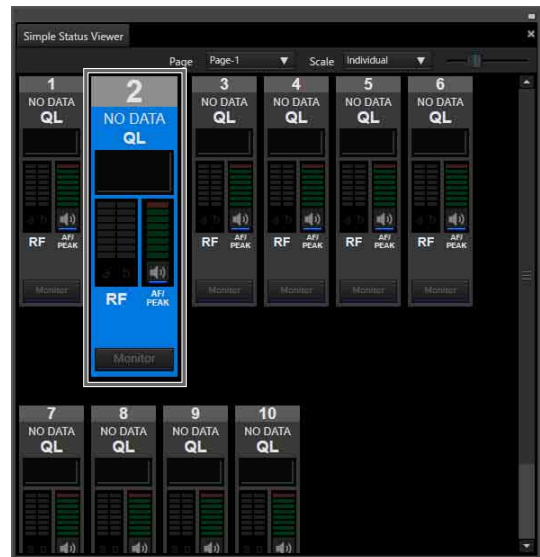 Simple Status Viewer
Page Page-1 Scale Individual
1 2 3 4 5 6
NO DATA NO DATA NO DATA NO DATA NO DATA NO DATA
QL QL QL QL QL QL
RF AF/PEAK RF AF/PEAK RF AF/PEAK RF AF/PEAK RF AF/PEAK RF AF/PEAK
Monitor Monitor Monitor Monitor Monitor Monitor
7 8 9 10
NO DATA NO DATA NO DATA NO DATA
QL QL QL QL